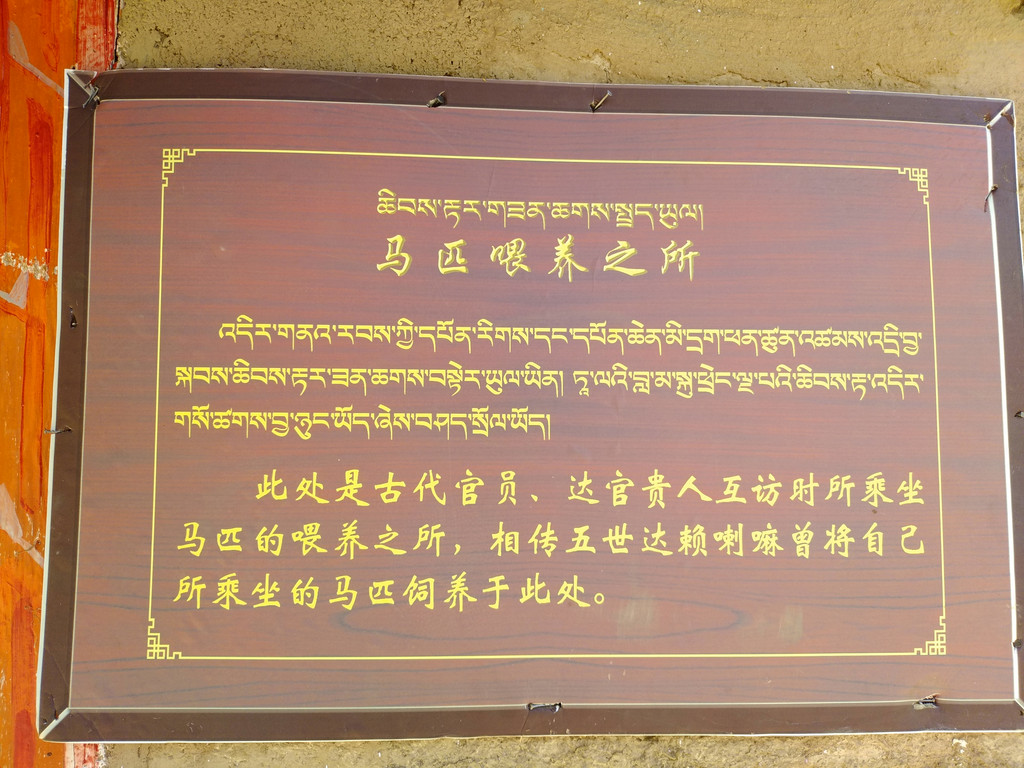 ཆིབས་རྟར་གཟན་ཆགས་སྤྲད་ཡུལ།
马匹喂养之所
འདིར་གནའ་རབས་ཀྱི་དཔོན་རིགས་དང་དཔོན་ཆེན་མི་དྲག་ཕན་ཚུན་འཚམས་འདྲི་བྱ་
སྐབས་ཆིབས་རྟར་ཟན་ཆགས་བསྟེར་ཡུལ་ཡིན། ཏཱ་ལའི་བླ་མ་སྐུ་ཕྲེང་ལྔ་པའི་ཆིབས་རྟ་འདིར་
གསོ་ཚགས་བྱ་ཉུང་ཡོད་ཞེས་བཤད་སྲོལ་ཡོད།
此处是古代官员、达官贵人互访时所乘坐
马匹的喂养之所，相传五世达赖喇嘛曾将自己
所乘坐的马匹饲养于此处。